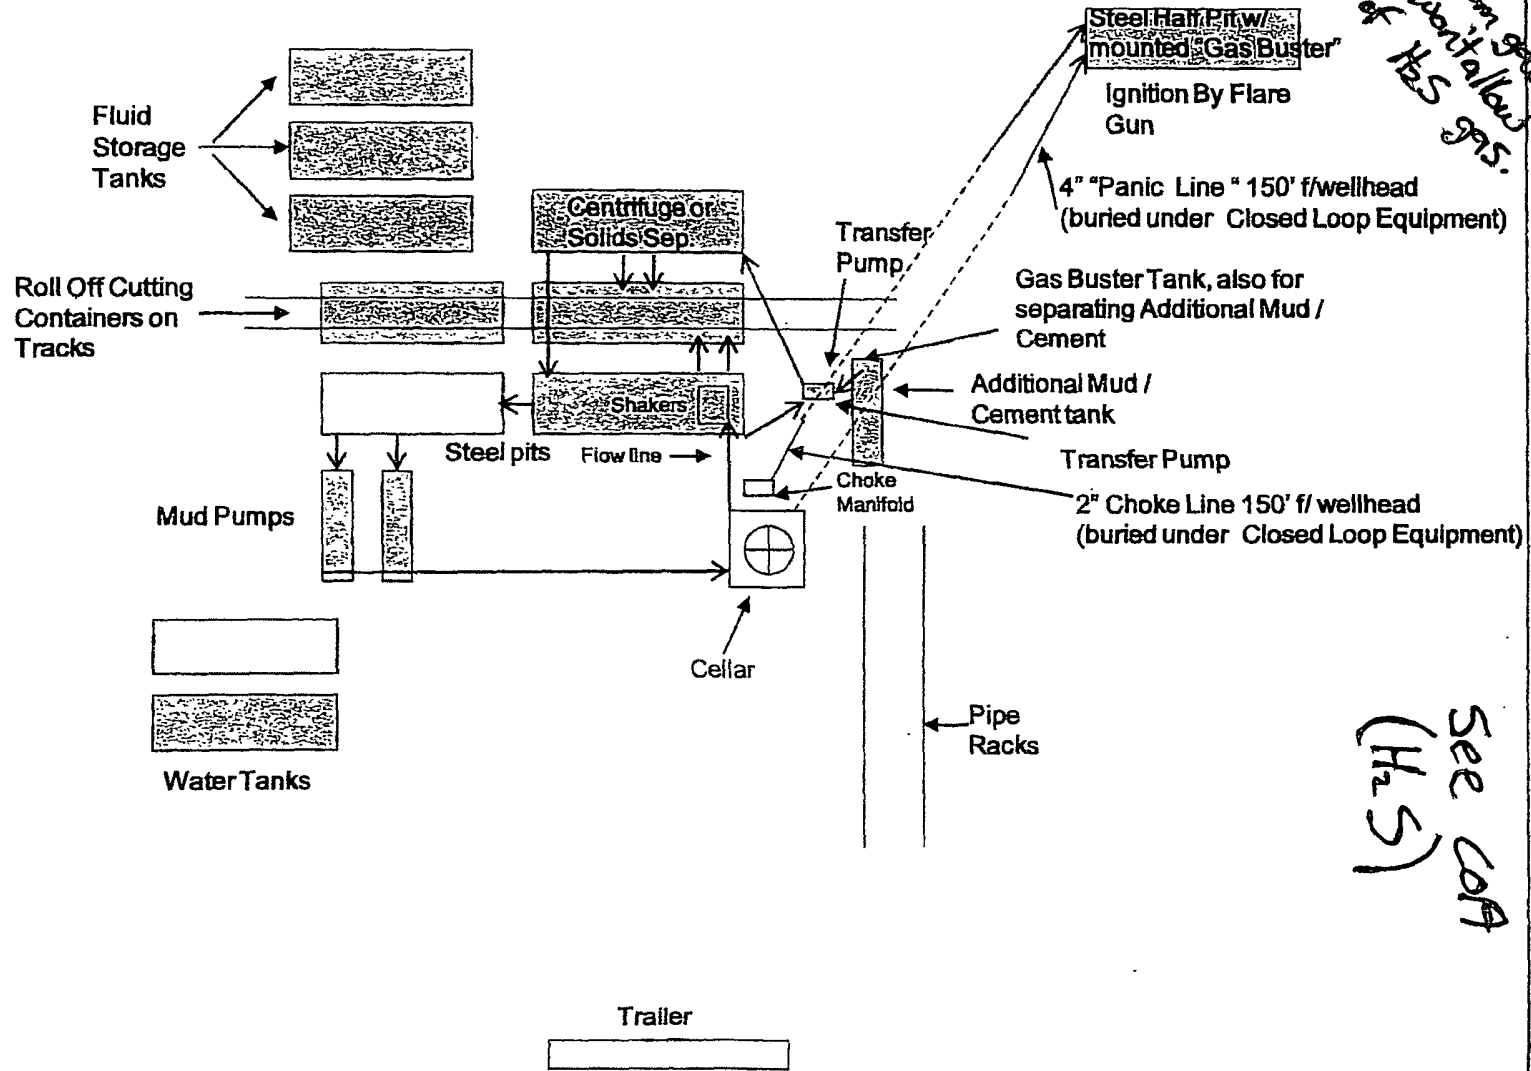 Steel Half Pit w/
mounted "Gas Buster"
Ignition By Flare
Gun
won't allow
of H2S gas.
Fluid
Storage
Tanks
4" "Panic Line " 150' f/wellhead
(buried under Closed Loop Equipment)
Centrifuge or
Solids Sep.
Transfer
Pump
Gas Buster Tank, also for
separating Additional Mud /
Cement
Roll Off Cutting
Containers on
Tracks
Additional Mud /
Cement tank
Shakers
Steel pits
Flow line
Transfer Pump
Choke
Manifold
2" Choke Line 150' f/ wellhead
(buried under Closed Loop Equipment)
Mud Pumps
Cellar
Pipe
Racks
Water Tanks
See COA
(H2S)
Trailer